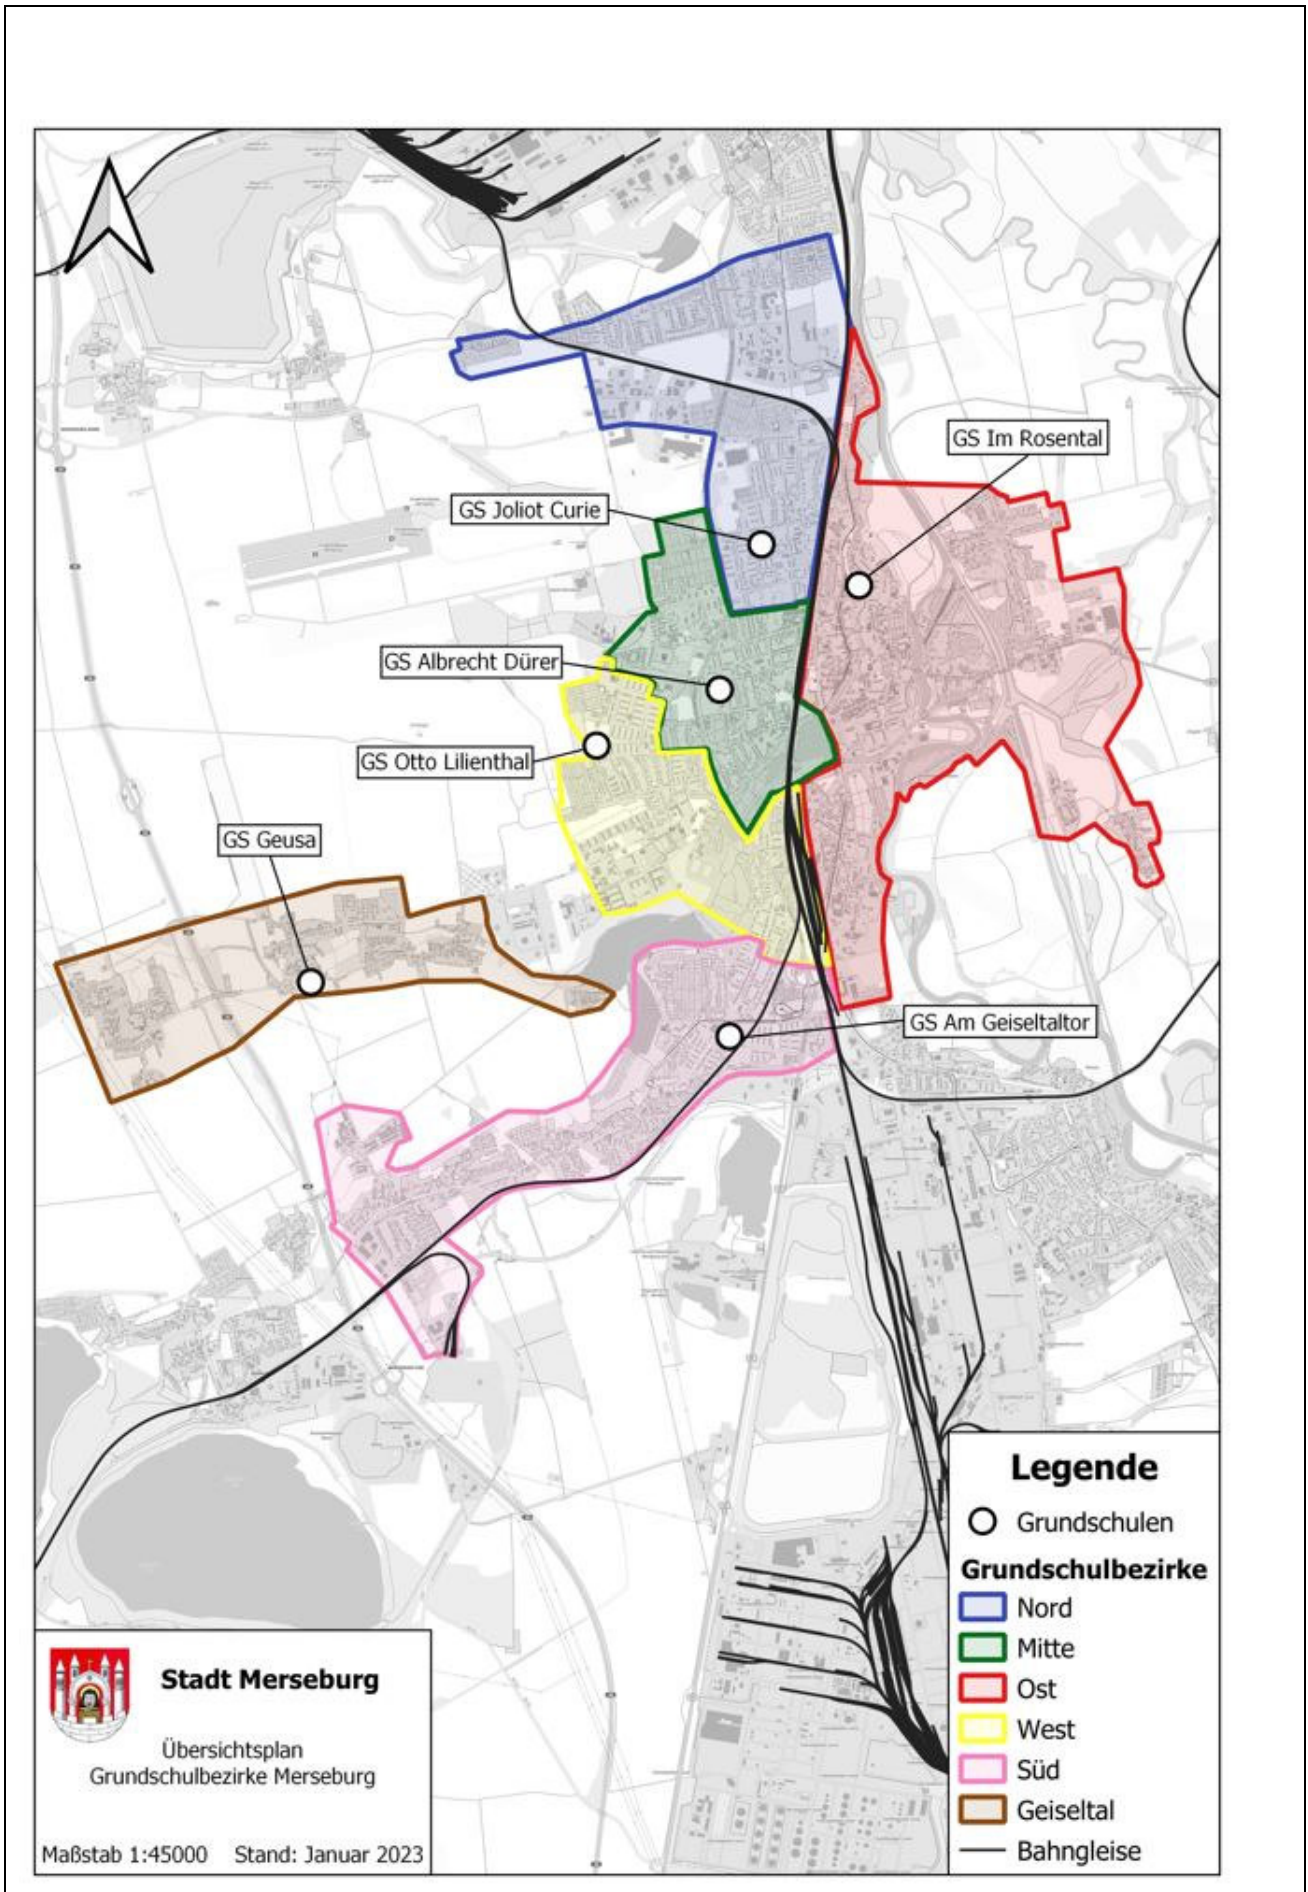 GS Im Rosental
GS Joliot Curie
GS Albrecht Dürer
GS Otto Lilienthal
GS Geusa
GS Am Geiseltaltor
Legende
Grundschulen
Grundschulbezirke
Nord
Mitte
Ost
West
Süd
Geiseltal
Bahngleise
Stadt Merseburg
Übersichtsplan
Grundschulbezirke Merseburg
Maßstab 1:45000 Stand: Januar 2023